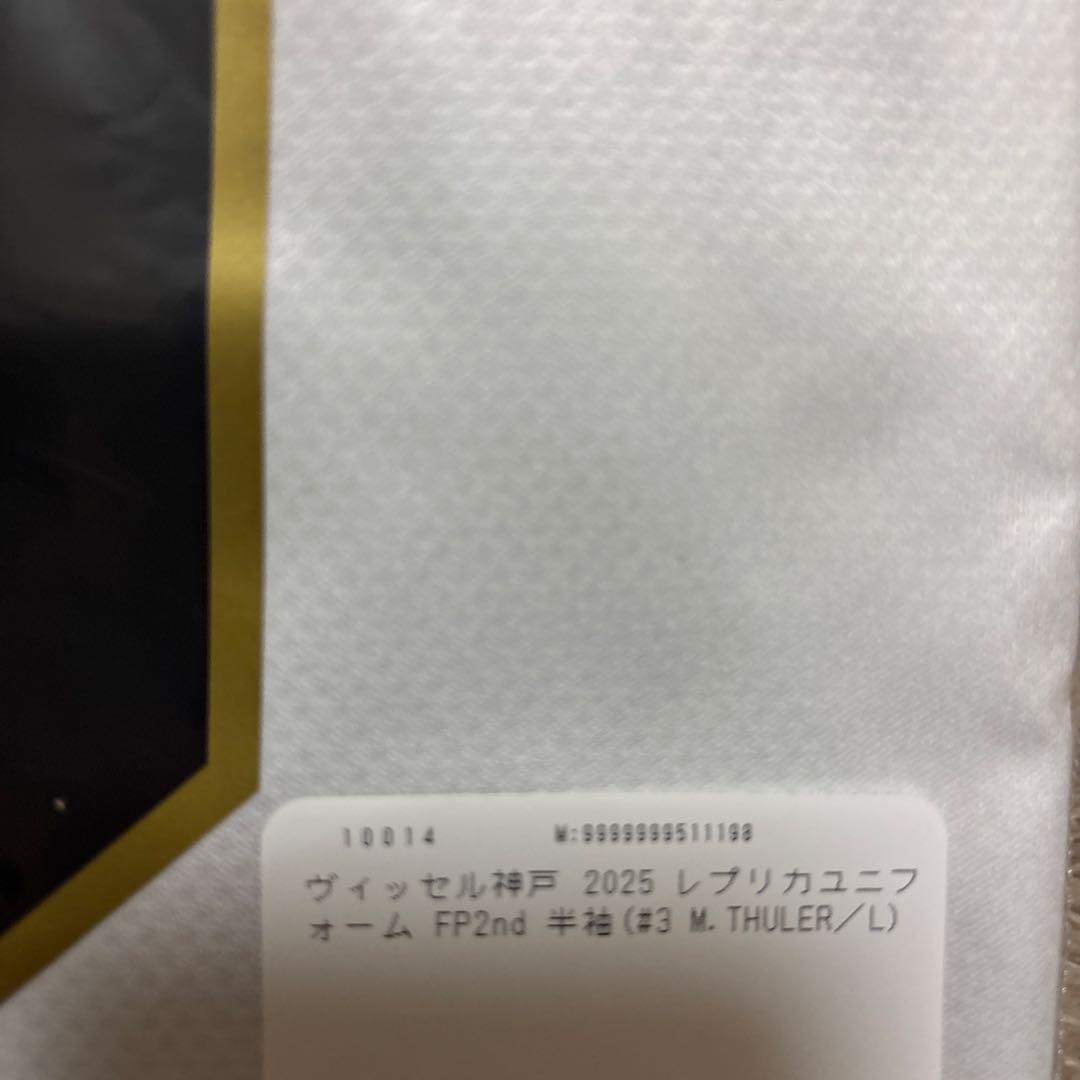 10014 M:9999999511198
ヴィッセル神戸 2025 レプリカユニフ
ォーム FP2nd 半袖(#3 M.THULER/L)